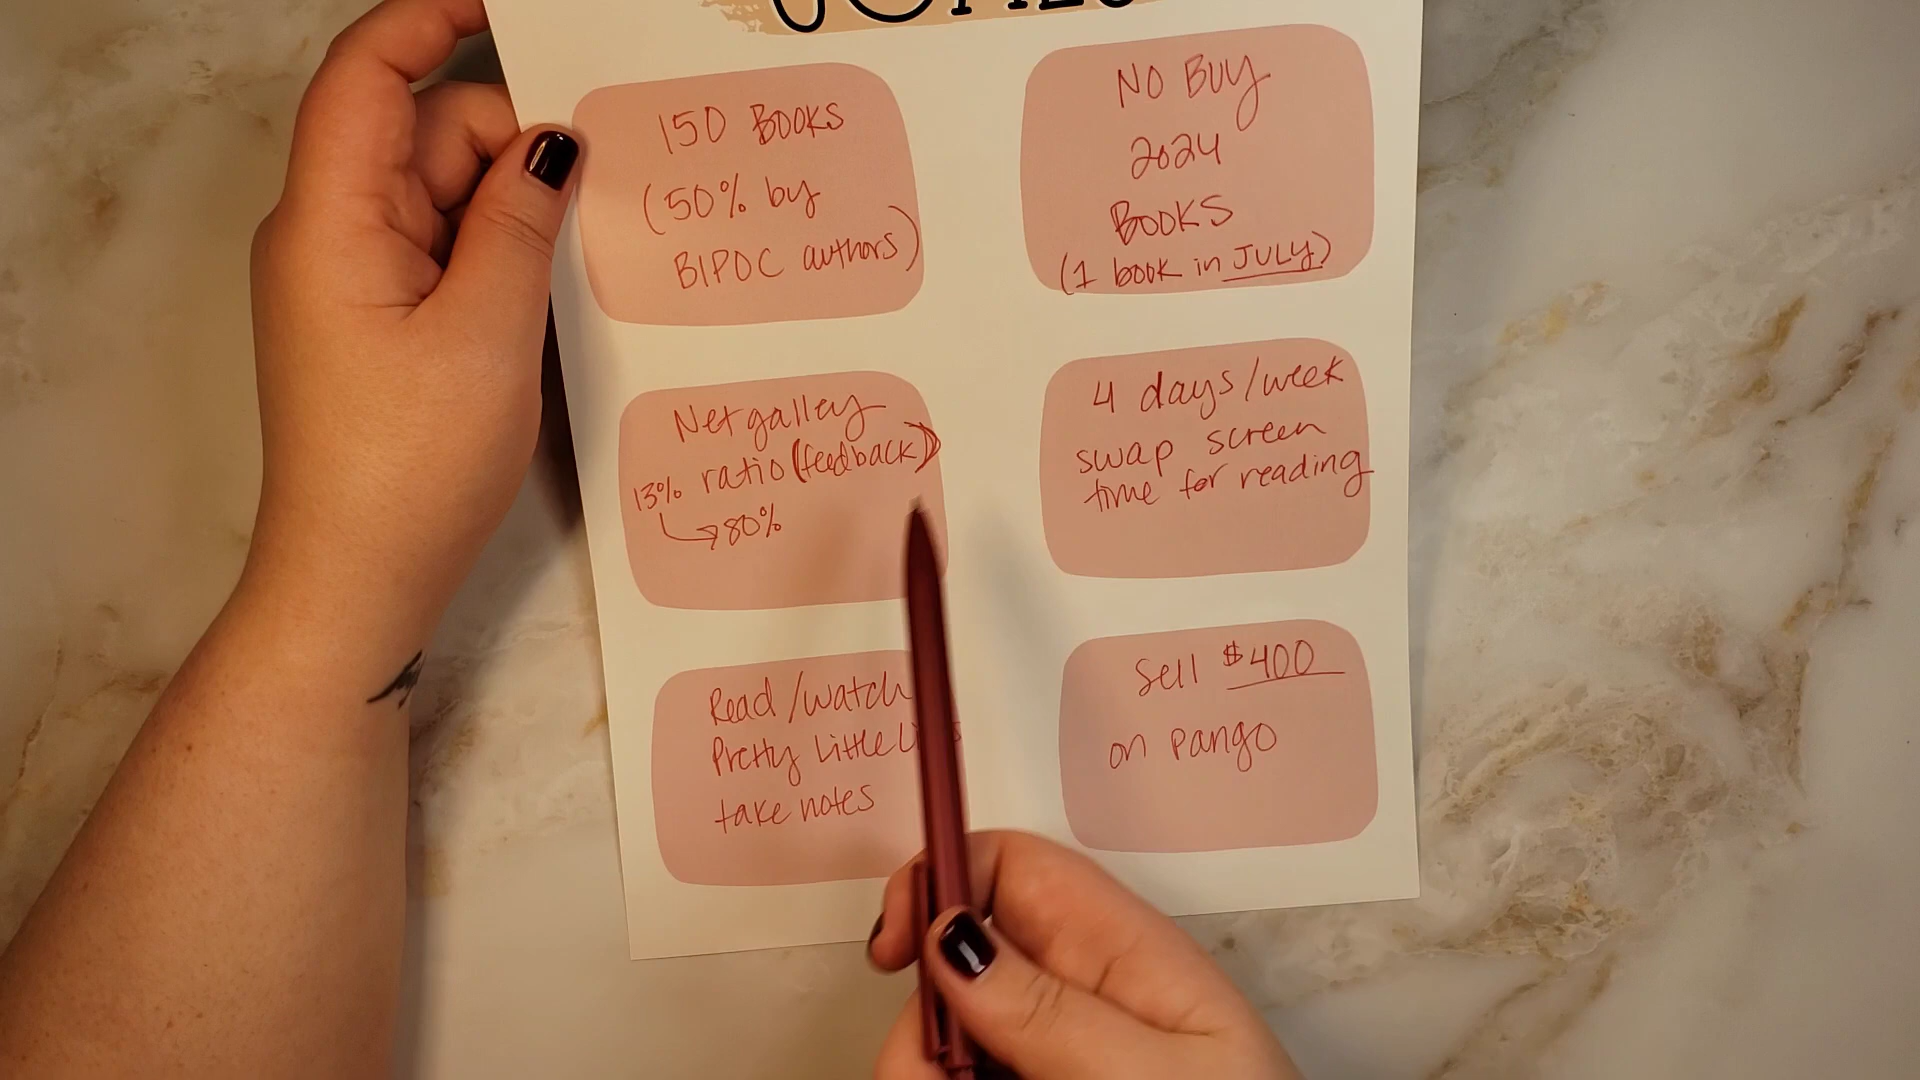 150 BOOKS
(50% by
BIPOC authors)
NO BUY
2024
BOOKS
(1 book in JULY)
Netgalley
13% ratio (feedback)
→80%
4 days/week
swap screen
time for reading
Read/watch
Pretty Little
take notes
Sell $400
on pango